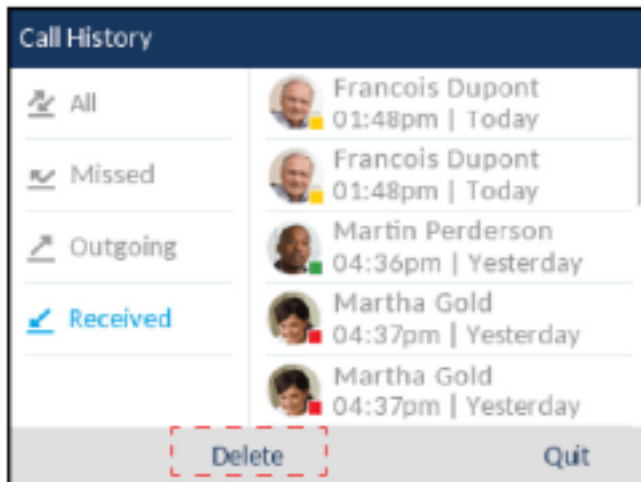 Call History
All
Missed
Outgoing
Received
Francois Dupont
01:48pm | Today
Francois Dupont
01:48pm | Today
Martin Perderson
04:36pm | Yesterday
Martha Gold
04:37pm | Yesterday
Martha Gold
04:37pm | Yesterday
Delete
Quit